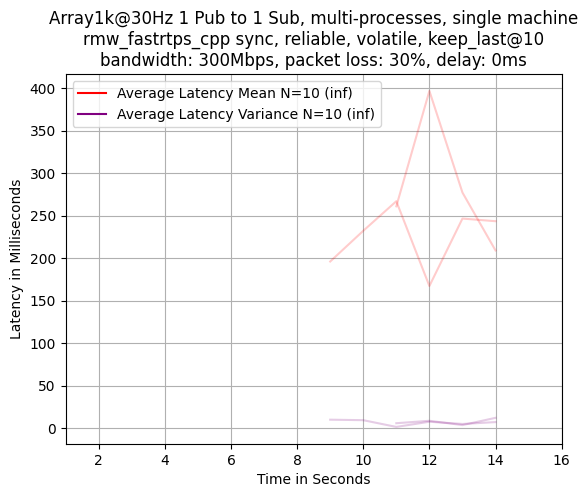 Array1k@30Hz 1 Pub to 1 Sub, multi-processes, single machine
rmw_fastrtps_cpp sync, reliable, volatile, keep_last@10
bandwidth: 300Mbps, packet loss: 30%, delay: 0ms
Average Latency Mean N=10 (inf)
Average Latency Variance N=10 (inf)
Latency in Milliseconds
400
350
300
250
200
150
100
50
0
2 4 6 8 10 12 14 16
Time in Seconds